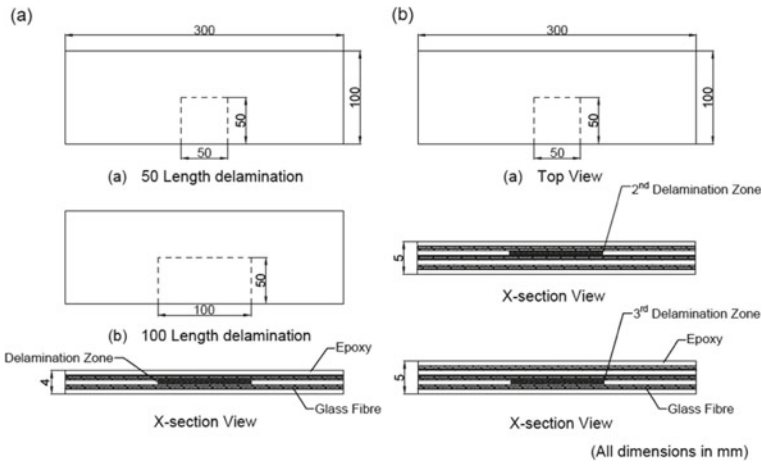 (a)
300
100
50
50
(a) 50 Length delamination
50
100
(b) 100 Length delamination
Delamination Zone
Epoxy
4
Glass Fibre
X-section View
(b)
300
100
50
50
(a) Top View
2nd Delamination Zone
5
X-section View
3rd Delamination Zone
Epoxy
5
Glass Fibre
X-section View
(All dimensions in mm)